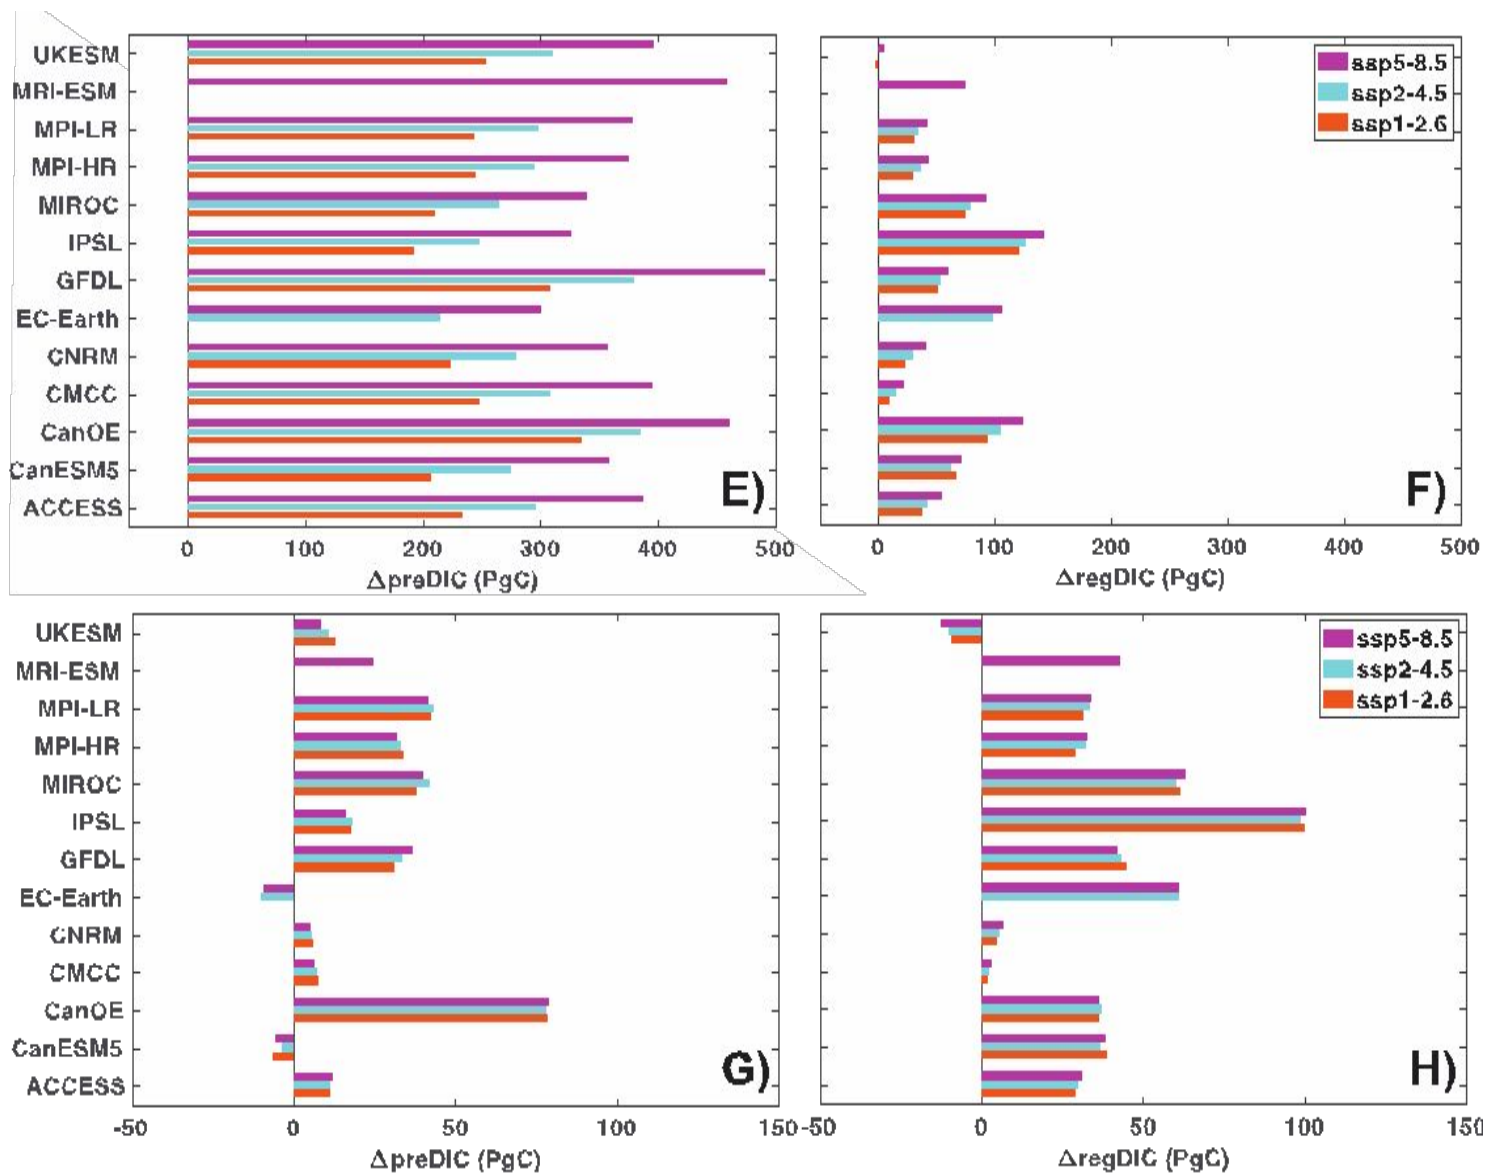 UKESM
MRI-ESM
MPI-LR
MPI-HR
MIROC
IPSL
GFDL
EC-Earth
CNRM
CMCC
CanOE
CanESM5
ACCESS
E)
0 100 200 300 400 500
ΔpreDIC (PgC)
ssp5-8.5
ssp2-4.5
ssp1-2.6
F)
0 100 200 300 400 500
ΔregDIC (PgC)
UKESM
MRI-ESM
MPI-LR
MPI-HR
MIROC
IPSL
GFDL
EC-Earth
CNRM
CMCC
CanOE
CanESM5
ACCESS
G)
-50 0 50 100 150
ΔpreDIC (PgC)
ssp5-8.5
ssp2-4.5
ssp1-2.6
H)
-50 0 50 100 150
ΔregDIC (PgC)